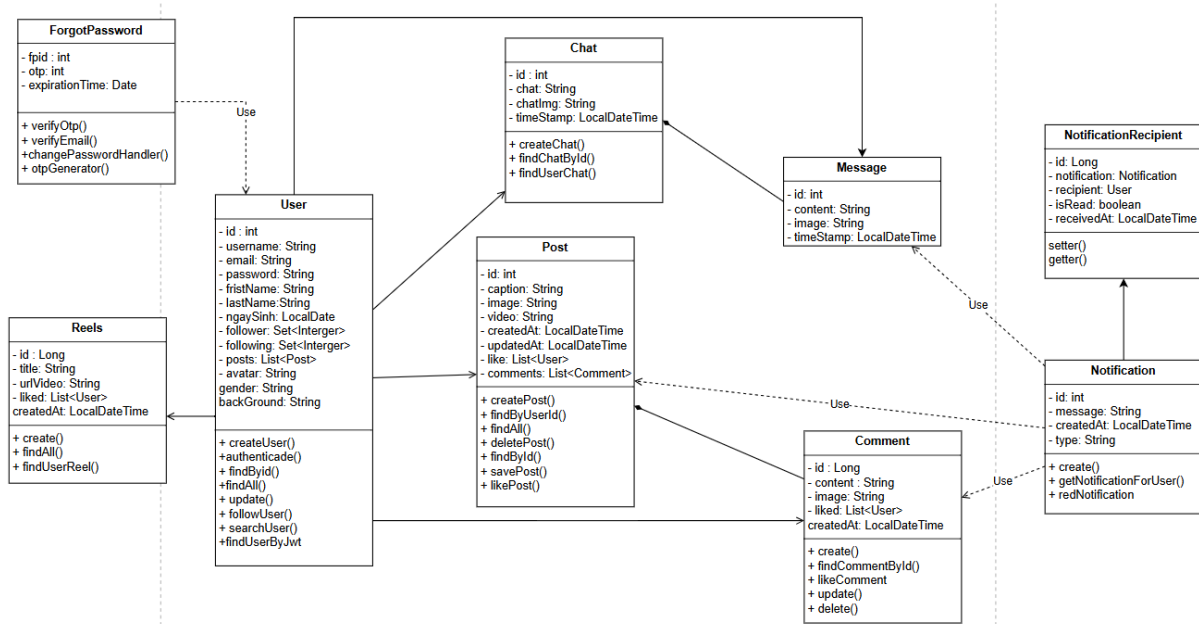 ForgotPassword
- fpid : int
- otp: int
- expirationTime: Date
+ verifyOtp()
+ verifyEmail()
+changePasswordHandler()
+ otpGenerator()
Use
User
- id : int
- username: String
- email: String
- password: String
- fristName: String
- lastName:String
- ngaySinh: LocalDate
- follower: Set<Interger>
- following: Set<Interger>
- posts: List<Post>
- avatar: String
gender: String
backGround: String
+ createUser()
+authenticade()
+ findByid()
+findAll()
+ update()
+ followUser()
+ searchUser()
+findUserByJwt
Reels
- id : Long
- title: String
- urlVideo: String
- liked: List<User>
createdAt: LocalDateTime
+ create()
+ findAll()
+ findUserReel()
Chat
- id : int
- chat: String
- chatImg: String
- timeStamp: LocalDateTime
+ createChat()
+ findChatById()
+ findUserChat()
Post
- id: int
- caption: String
- image: String
- video: String
- createdAt: LocalDateTime
- updatedAt: LocalDateTime
- like: List<User>
- comments: List<Comment>
+ createPost()
+ findByUserId()
+ findAll()
+ deletePost()
+ findById()
+ savePost()
+ likePost()
Message
- id: int
- content: String
- image: String
- timeStamp: LocalDateTime
Comment
- id : Long
- content : String
- image: String
- liked: List<User>
createdAt: LocalDateTime
+ create()
+ findCommentById()
+ likeComment
+ update()
+ delete()
Use
Use
Use
NotificationRecipient
- id: Long
- notification: Notification
- recipient: User
- isRead: boolean
- receivedAt: LocalDateTime
setter()
getter()
Notification
- id: int
- message: String
- createdAt: LocalDateTime
- type: String
+ create()
+ getNotificationForUser()
+ redNotification